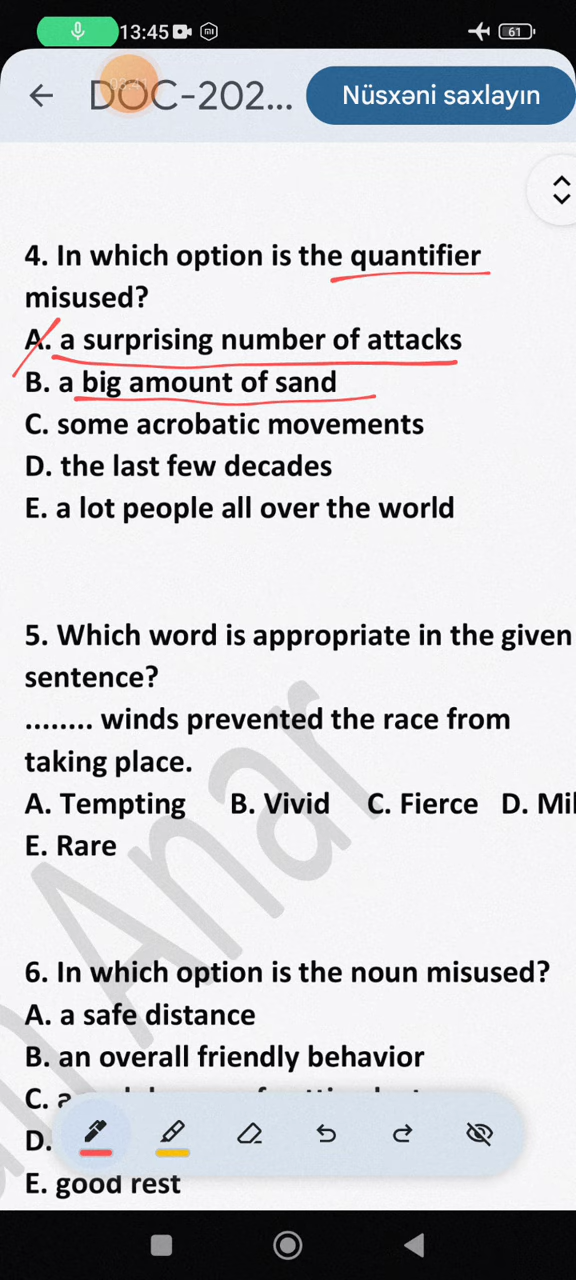 13:45
61
DOC-202...
Nüsxəni saxlayın
4. In which option is the quantifier
misused?
A. a surprising number of attacks
B. a big amount of sand
C. some acrobatic movements
D. the last few decades
E. a lot people all over the world
5. Which word is appropriate in the given
sentence?
........ winds prevented the race from
taking place.
A. Tempting B. Vivid C. Fierce D.
E. Rare
6. In which option is the noun misused?
A. a safe distance
B. an overall friendly behavior
C.
D.
E. good rest
Anar